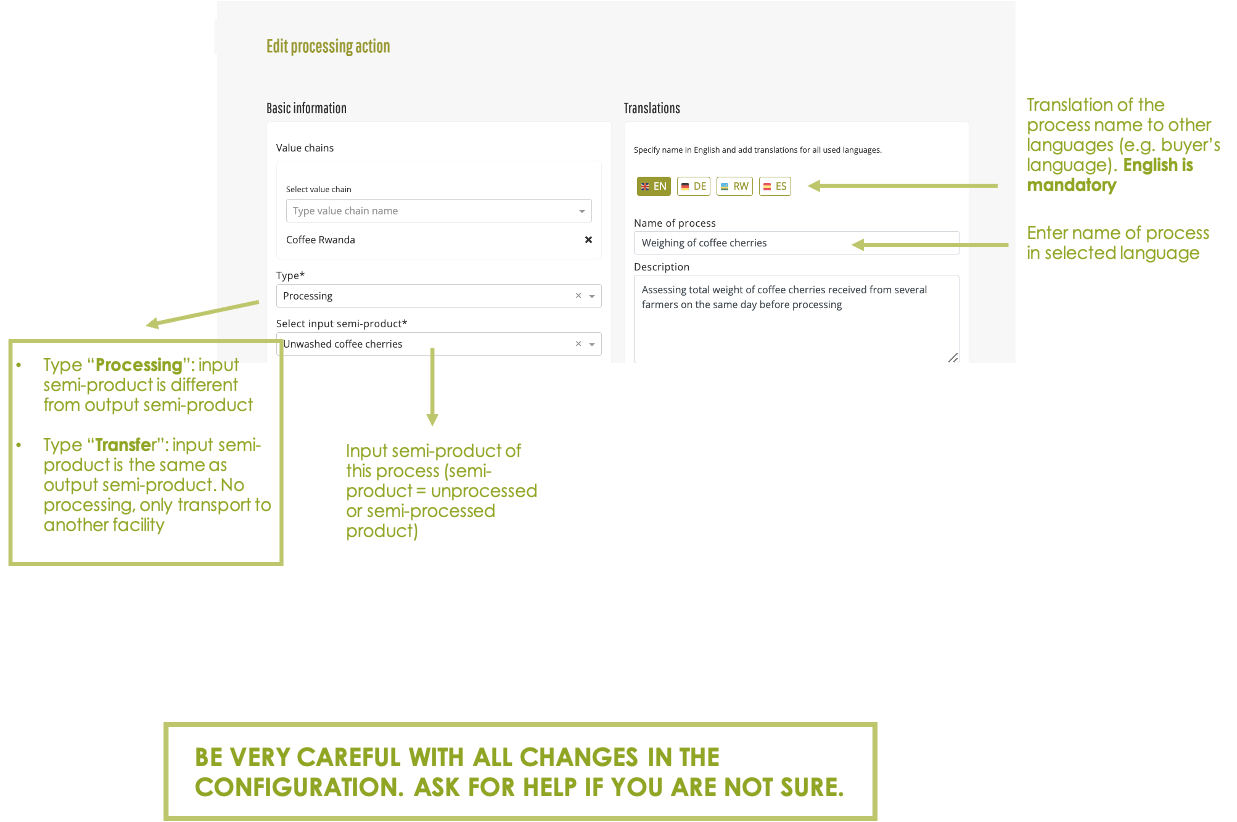 Edit processing action
Basic information
Value chains
Select value chain
Type value chain name
Coffee Rwanda
Type*
Processing
Select input semi-product*
Unwashed coffee cherries
Translations
Specify name in English and add translations for all used languages.
EN DE RW ES
Name of process
Weighing of coffee cherries
Description
Assessing total weight of coffee cherries received from several
farmers on the same day before processing
Translation of the
process name to other
languages (e.g. buyer's
language). English is
mandatory
Enter name of process
in selected language
• Type “Processing”: input
semi-product is different
from output semi-product
• Type “Transfer”: input semi-
product is the same as
output semi-product. No
processing, only transport to
another facility
Input semi-product of
this process (semi-
product = unprocessed
or semi-processed
product)
BE VERY CAREFUL WITH ALL CHANGES IN THE
CONFIGURATION. ASK FOR HELP IF YOU ARE NOT SURE.